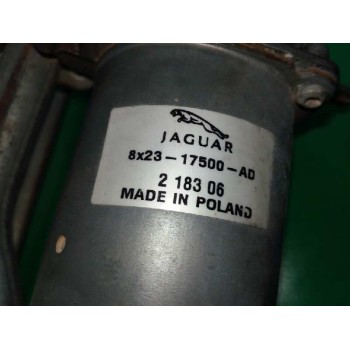 JAGUAR
8x23-17500-AD
2 183 06
MADE IN POLAND